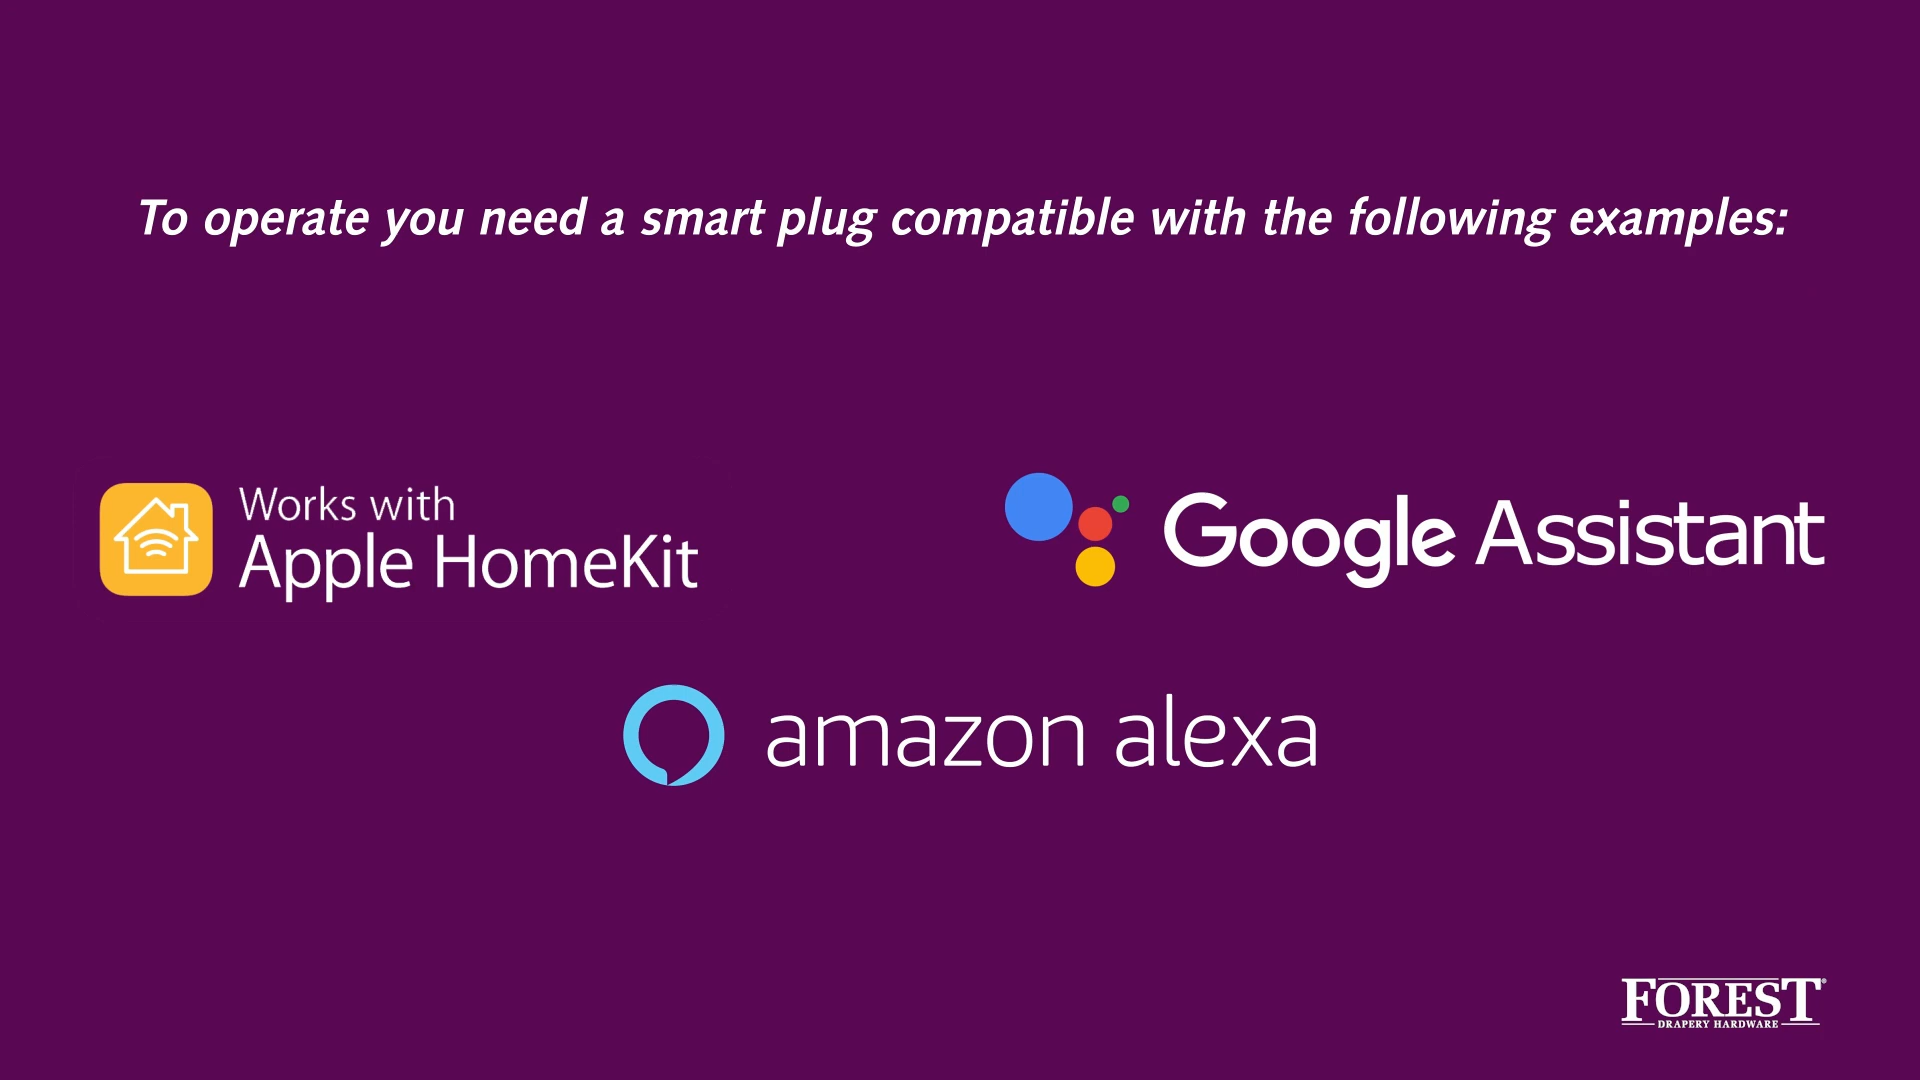 To operate you need a smart plug compatible with the following examples:
Works with
Apple HomeKit
Google Assistant
amazon alexa
FOREST®
DRAPERY HARDWARE